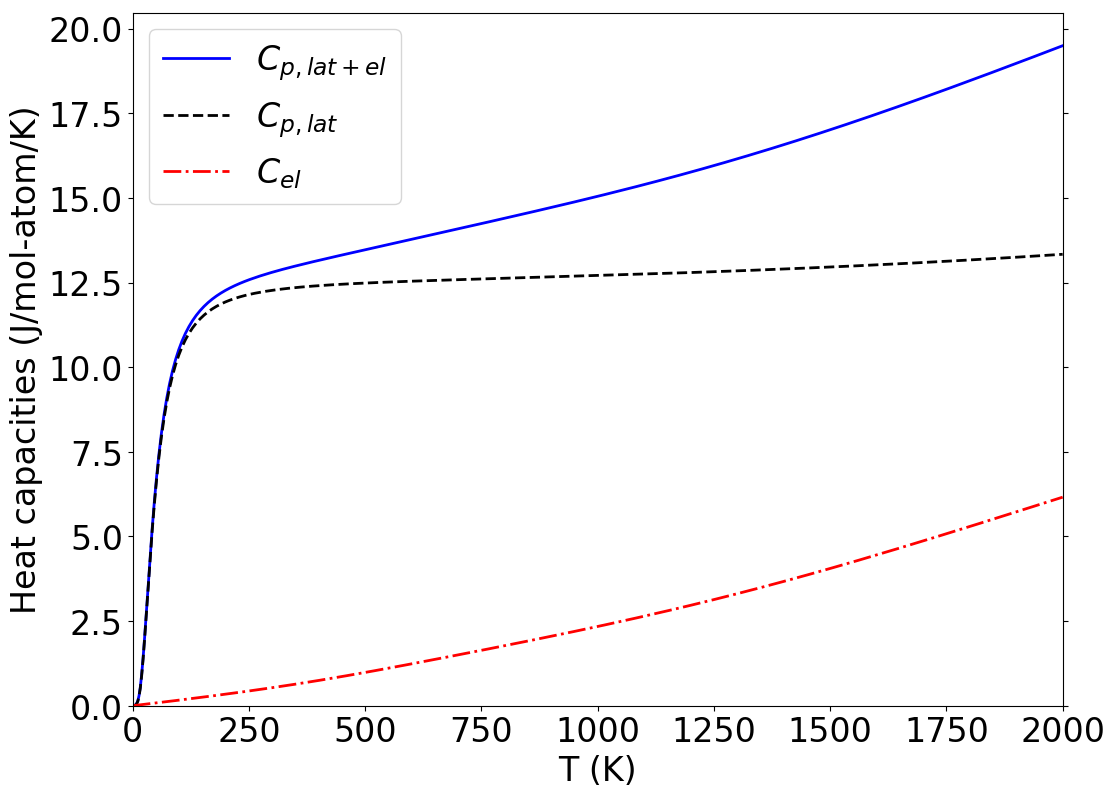 Heat capacities (J/mol-atom/K)
20.0
17.5
15.0
12.5
10.0
7.5
5.0
2.5
0.0
C_{p, lat+el}
C_{p, lat}
C_{el}
0 250 500 750 1000 1250 1500 1750 2000
T (K)